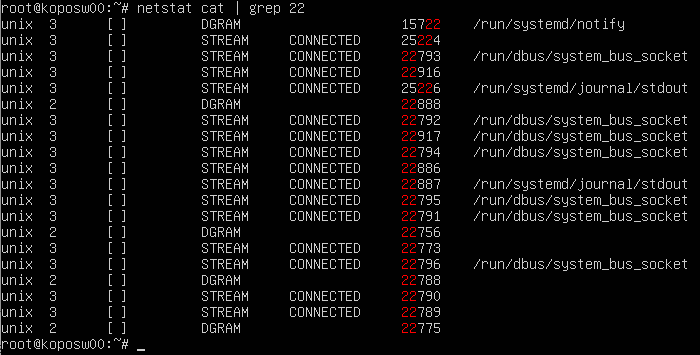 root@koposw00:~# netstat cat | grep 22
unix  3      [ ]         DGRAM                    15722    /run/systemd/notify
unix  3      [ ]         STREAM     CONNECTED     25224
unix  3      [ ]         STREAM     CONNECTED     22793    /run/dbus/system_bus_socket
unix  3      [ ]         STREAM     CONNECTED     22916
unix  3      [ ]         STREAM     CONNECTED     25226    /run/systemd/journal/stdout
unix  2      [ ]         DGRAM                    22888
unix  3      [ ]         STREAM     CONNECTED     22792    /run/dbus/system_bus_socket
unix  3      [ ]         STREAM     CONNECTED     22917    /run/dbus/system_bus_socket
unix  3      [ ]         STREAM     CONNECTED     22794    /run/dbus/system_bus_socket
unix  3      [ ]         STREAM     CONNECTED     22886
unix  3      [ ]         STREAM     CONNECTED     22887    /run/systemd/journal/stdout
unix  3      [ ]         STREAM     CONNECTED     22795    /run/dbus/system_bus_socket
unix  3      [ ]         STREAM     CONNECTED     22791    /run/dbus/system_bus_socket
unix  2      [ ]         DGRAM                    22756
unix  3      [ ]         STREAM     CONNECTED     22773
unix  3      [ ]         STREAM     CONNECTED     22796    /run/dbus/system_bus_socket
unix  2      [ ]         DGRAM                    22788
unix  3      [ ]         STREAM     CONNECTED     22790
unix  3      [ ]         STREAM     CONNECTED     22789
unix  2      [ ]         DGRAM                    22775
root@koposw00:~# _